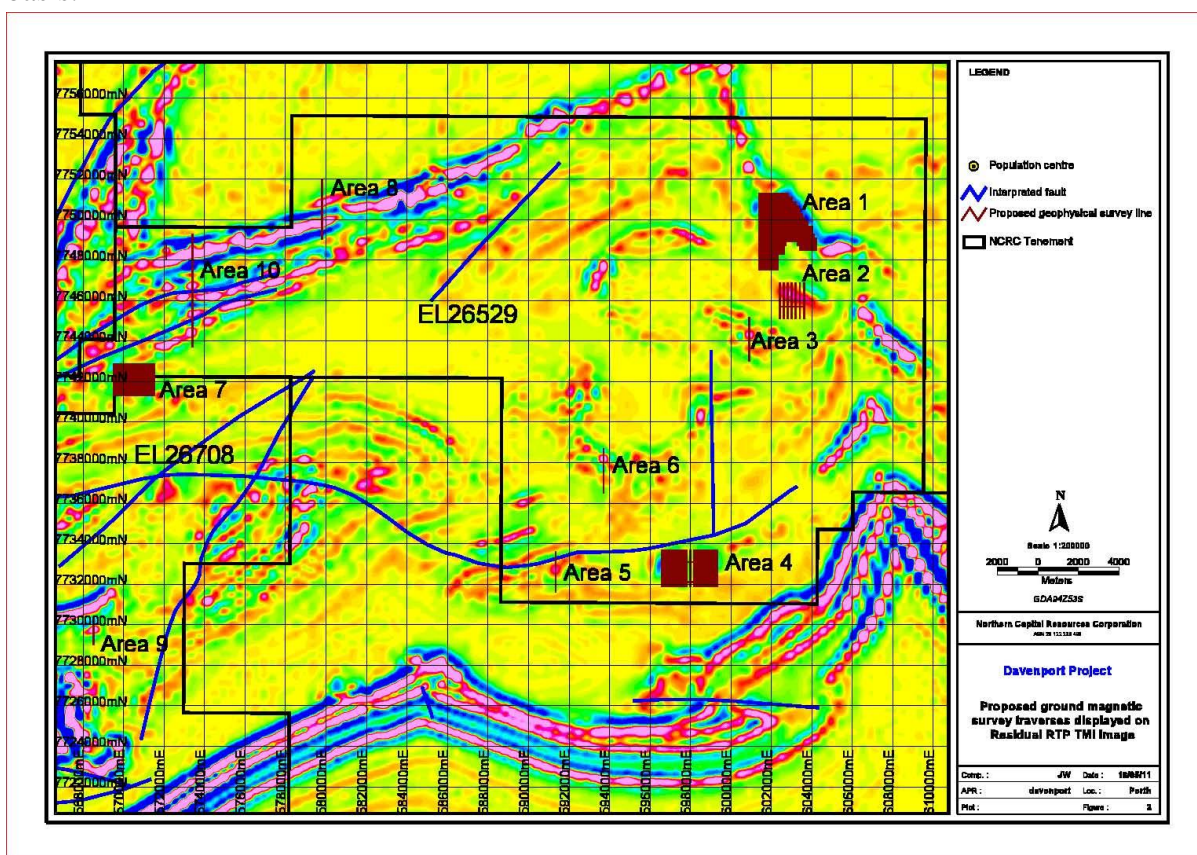 LEGEND
Population centre
Interprated fault
Proposed geophysical survey line
NCRC Tenement
7756000mN
7754000mN
7752000mN
7750000mN
7748000mN
7746000mN
7744000mN
7742000mN
7740000mN
7738000mN
7736000mN
7734000mN
7732000mN
7730000mN
7728000mN
7726000mN
7724000mN
7722000mN
Area 8
Area 1
Area 10
Area 2
EL26529
Area 3
Area 7
EL26708
Area 6
Area 5
Area 4
Area 9
578000mE
580000mE
584000mE
586000mE
588000mE
592000mE
594000mE
596000mE
598000mE
602000mE
604000mE
606000mE
608000mE
610000mE
N
Scale 1:200000
2000 0 2000 4000
Meters
GDA94Z53S
Northern Capital Resources Corporation
Davenport Project
Proposed ground magnetic
survey traverses displayed on
Residual RTP TMI Image
Comp. : JW Date :
APR : davenport Loc. : Perth
Plot : Figure : 2